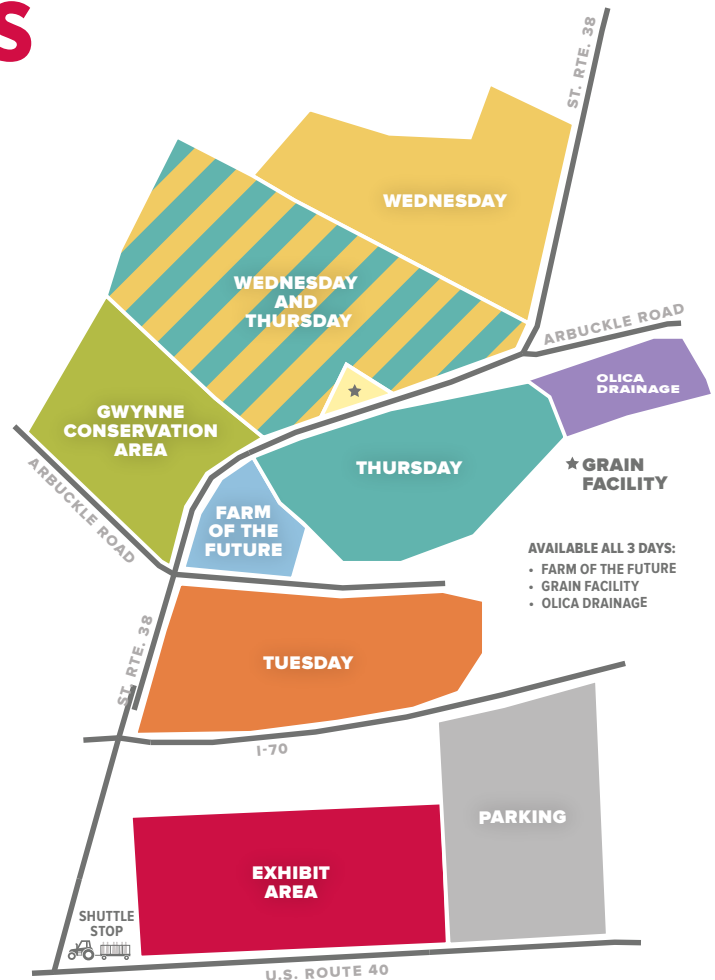 S
ST. RTE. 38
WEDNESDAY
WEDNESDAY
AND
THURSDAY
ARBUCKLE ROAD
OLICA
DRAINAGE
GWYNNE
CONSERVATION
AREA
THURSDAY
★ GRAIN
FACILITY
ARBUCKLE ROAD
FARM
OF THE
FUTURE
AVAILABLE ALL 3 DAYS:
• FARM OF THE FUTURE
• GRAIN FACILITY
• OLICA DRAINAGE
ST. RTE. 38
TUESDAY
I-70
PARKING
EXHIBIT
AREA
SHUTTLE
STOP
U.S. ROUTE 40